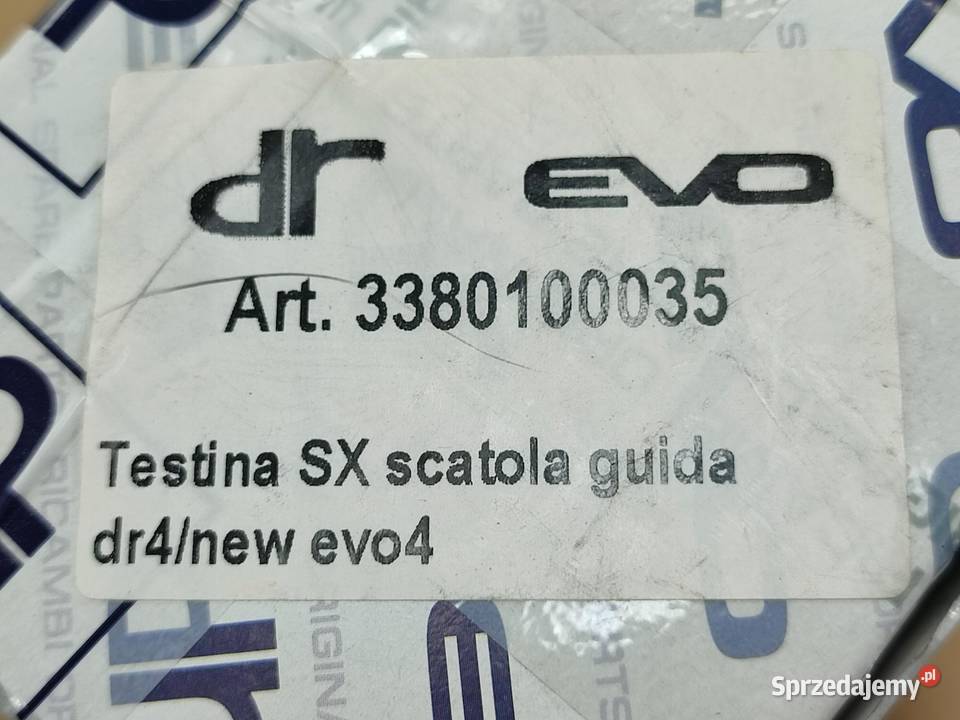 dr EVO
Art. 3380100035
Testina SX scatola guida
dr4/new evo4
Sprzedajemy.pl